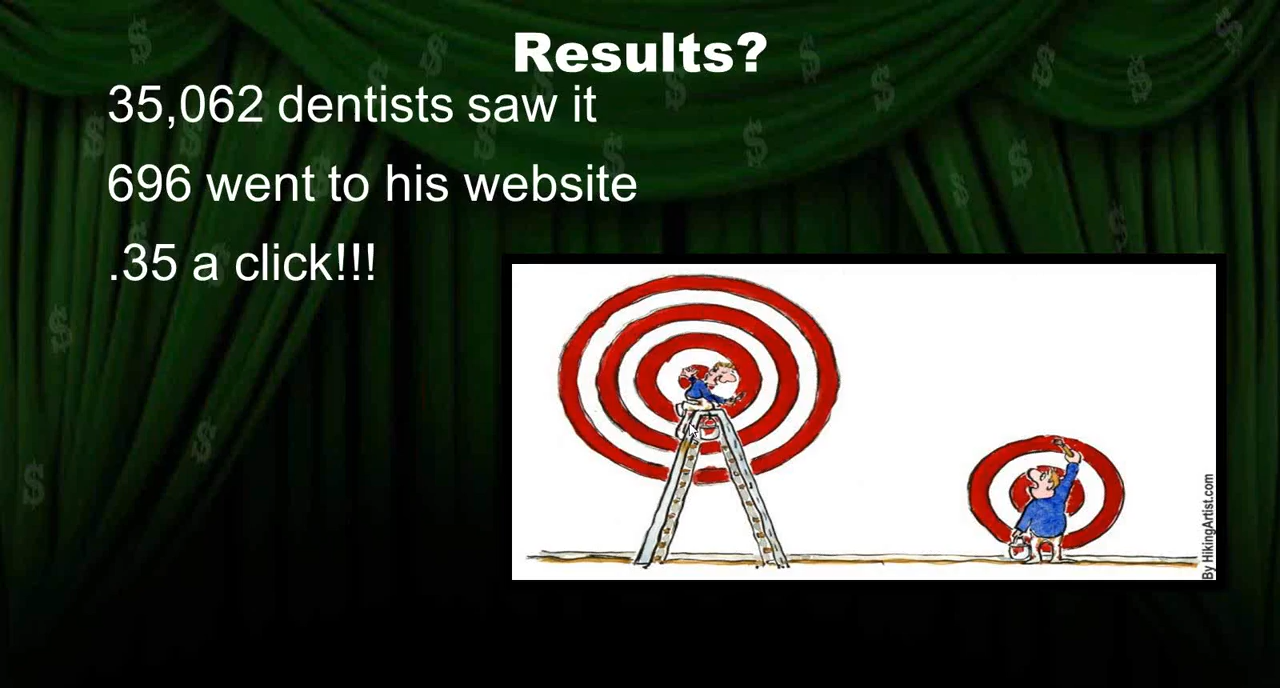 Results?
35,062 dentists saw it
696 went to his website
.35 a click!!!
By HikingArtist.com